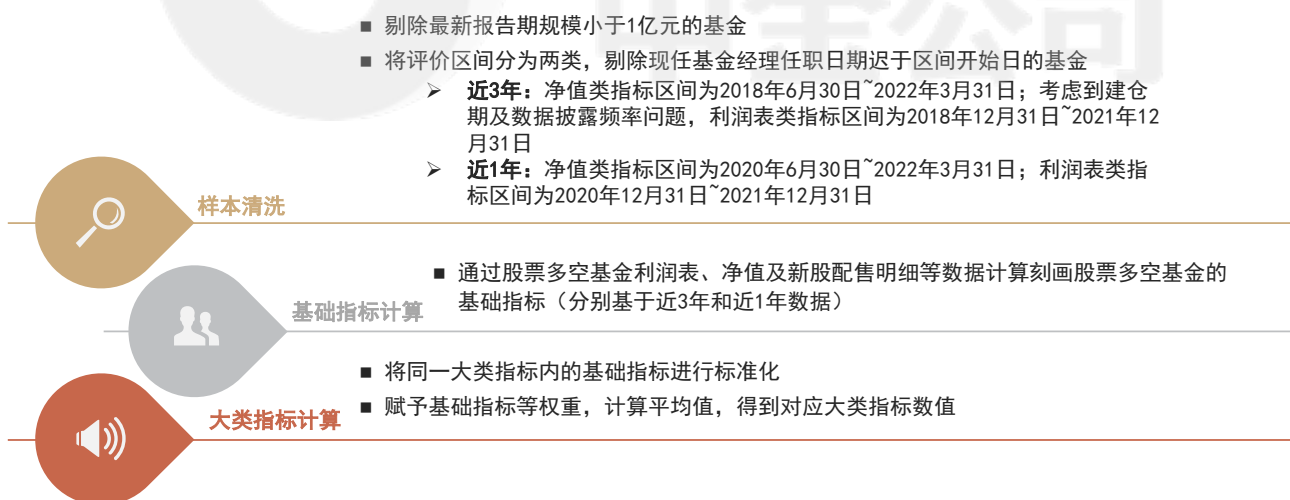 ■ 剔除最新报告期规模小于1亿元的基金
■ 将评价区间分为两类，剔除现任基金经理任职日期迟于区间开始日的基金
➢ 近3年：净值类指标区间为2018年6月30日~2022年3月31日；考虑到建仓
期及数据披露频率问题，利润表类指标区间为2018年12月31日~2021年12
月31日
➢ 近1年：净值类指标区间为2020年6月30日~2022年3月31日；利润表类指
标区间为2020年12月31日~2021年12月31日
样本清洗
■ 通过股票多空基金利润表、净值及新股配售明细等数据计算刻画股票多空基金的
基础指标（分别基于近3年和近1年数据）
基础指标计算
■ 将同一大类指标内的基础指标进行标准化
■ 赋予基础指标等权重，计算平均值，得到对应大类指标数值
大类指标计算